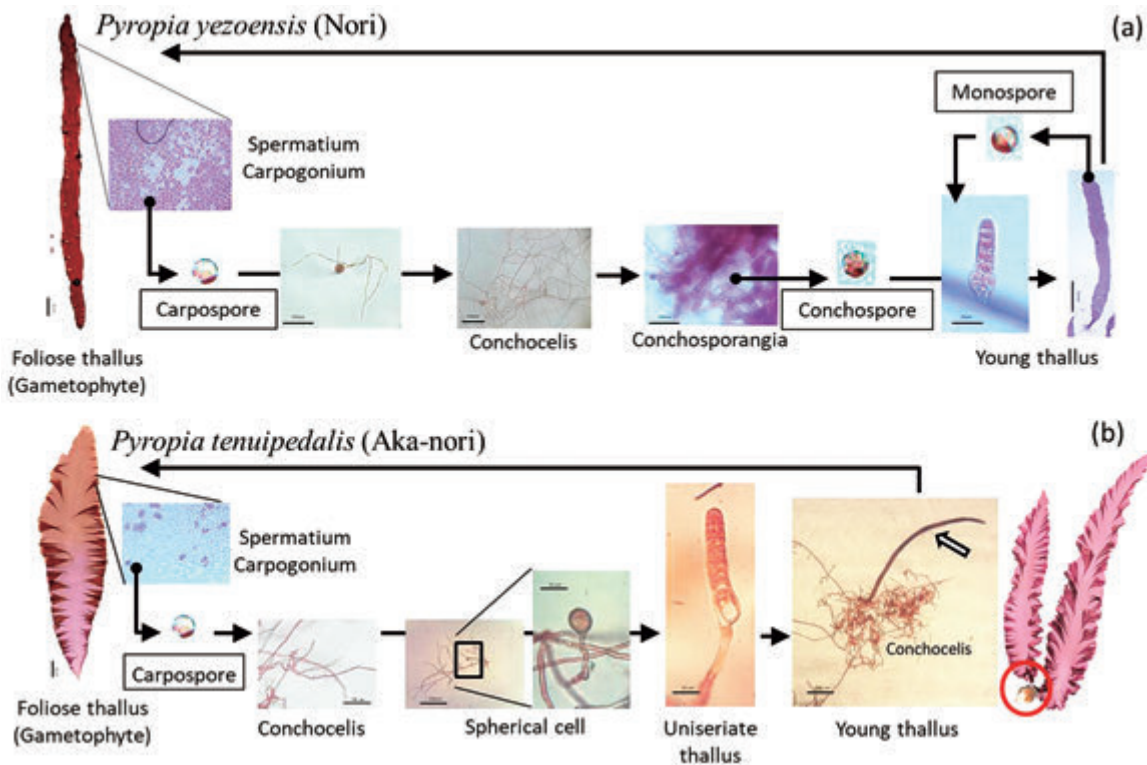 Pyropia yezoensis (Nori)
(a)
Monospore
Spermatium
Carpogonium
Carpospore
Conchocelis
Conchosporangia
Conchospore
Young thallus
Foliose thallus
(Gametophyte)
Pyropia tenuipedalis (Aka-nori)
(b)
Spermatium
Carpogonium
Carpospore
Conchocelis
Spherical cell
Uniseriate
thallus
Conchocelis
Young thallus
Foliose thallus
(Gametophyte)